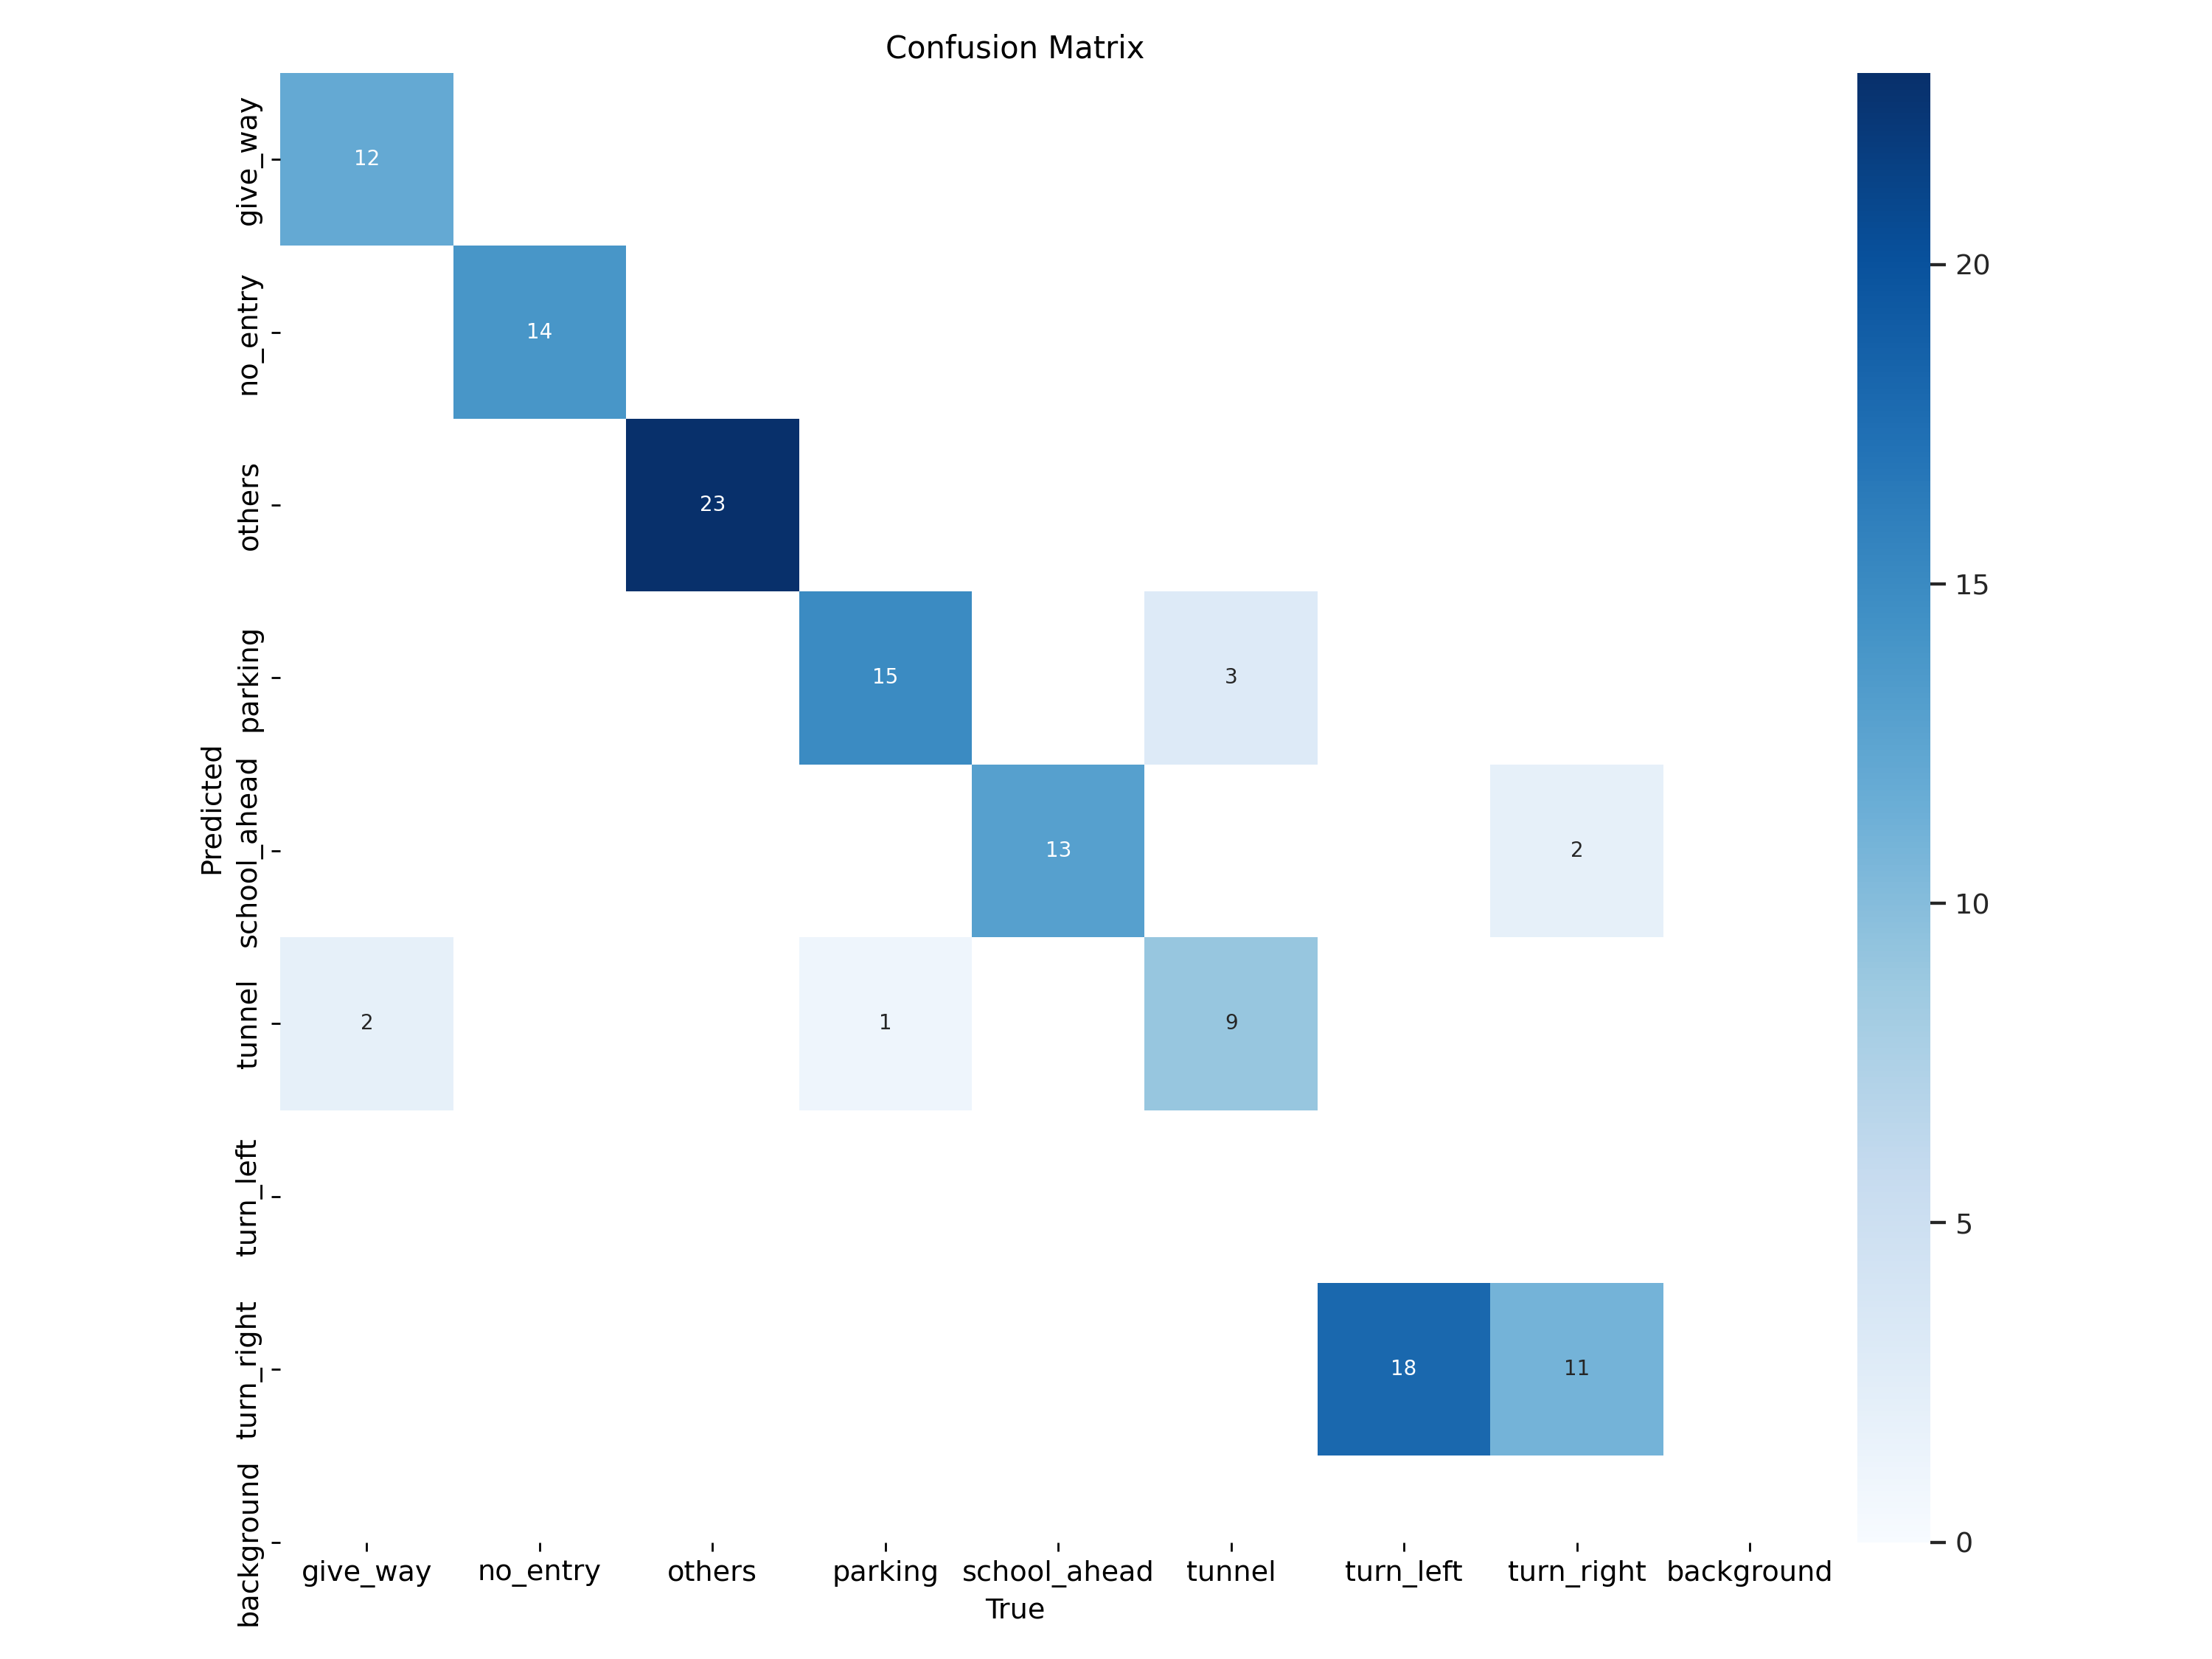 Confusion Matrix
give_way
12
no_entry
14
others
23
parking
15
3
school_ahead
13
2
tunnel
2
1
9
turn_left
turn_right
18
11
background
Predicted
give_way no_entry others parking school_ahead tunnel turn_left turn_right background
True
20
15
10
5
0